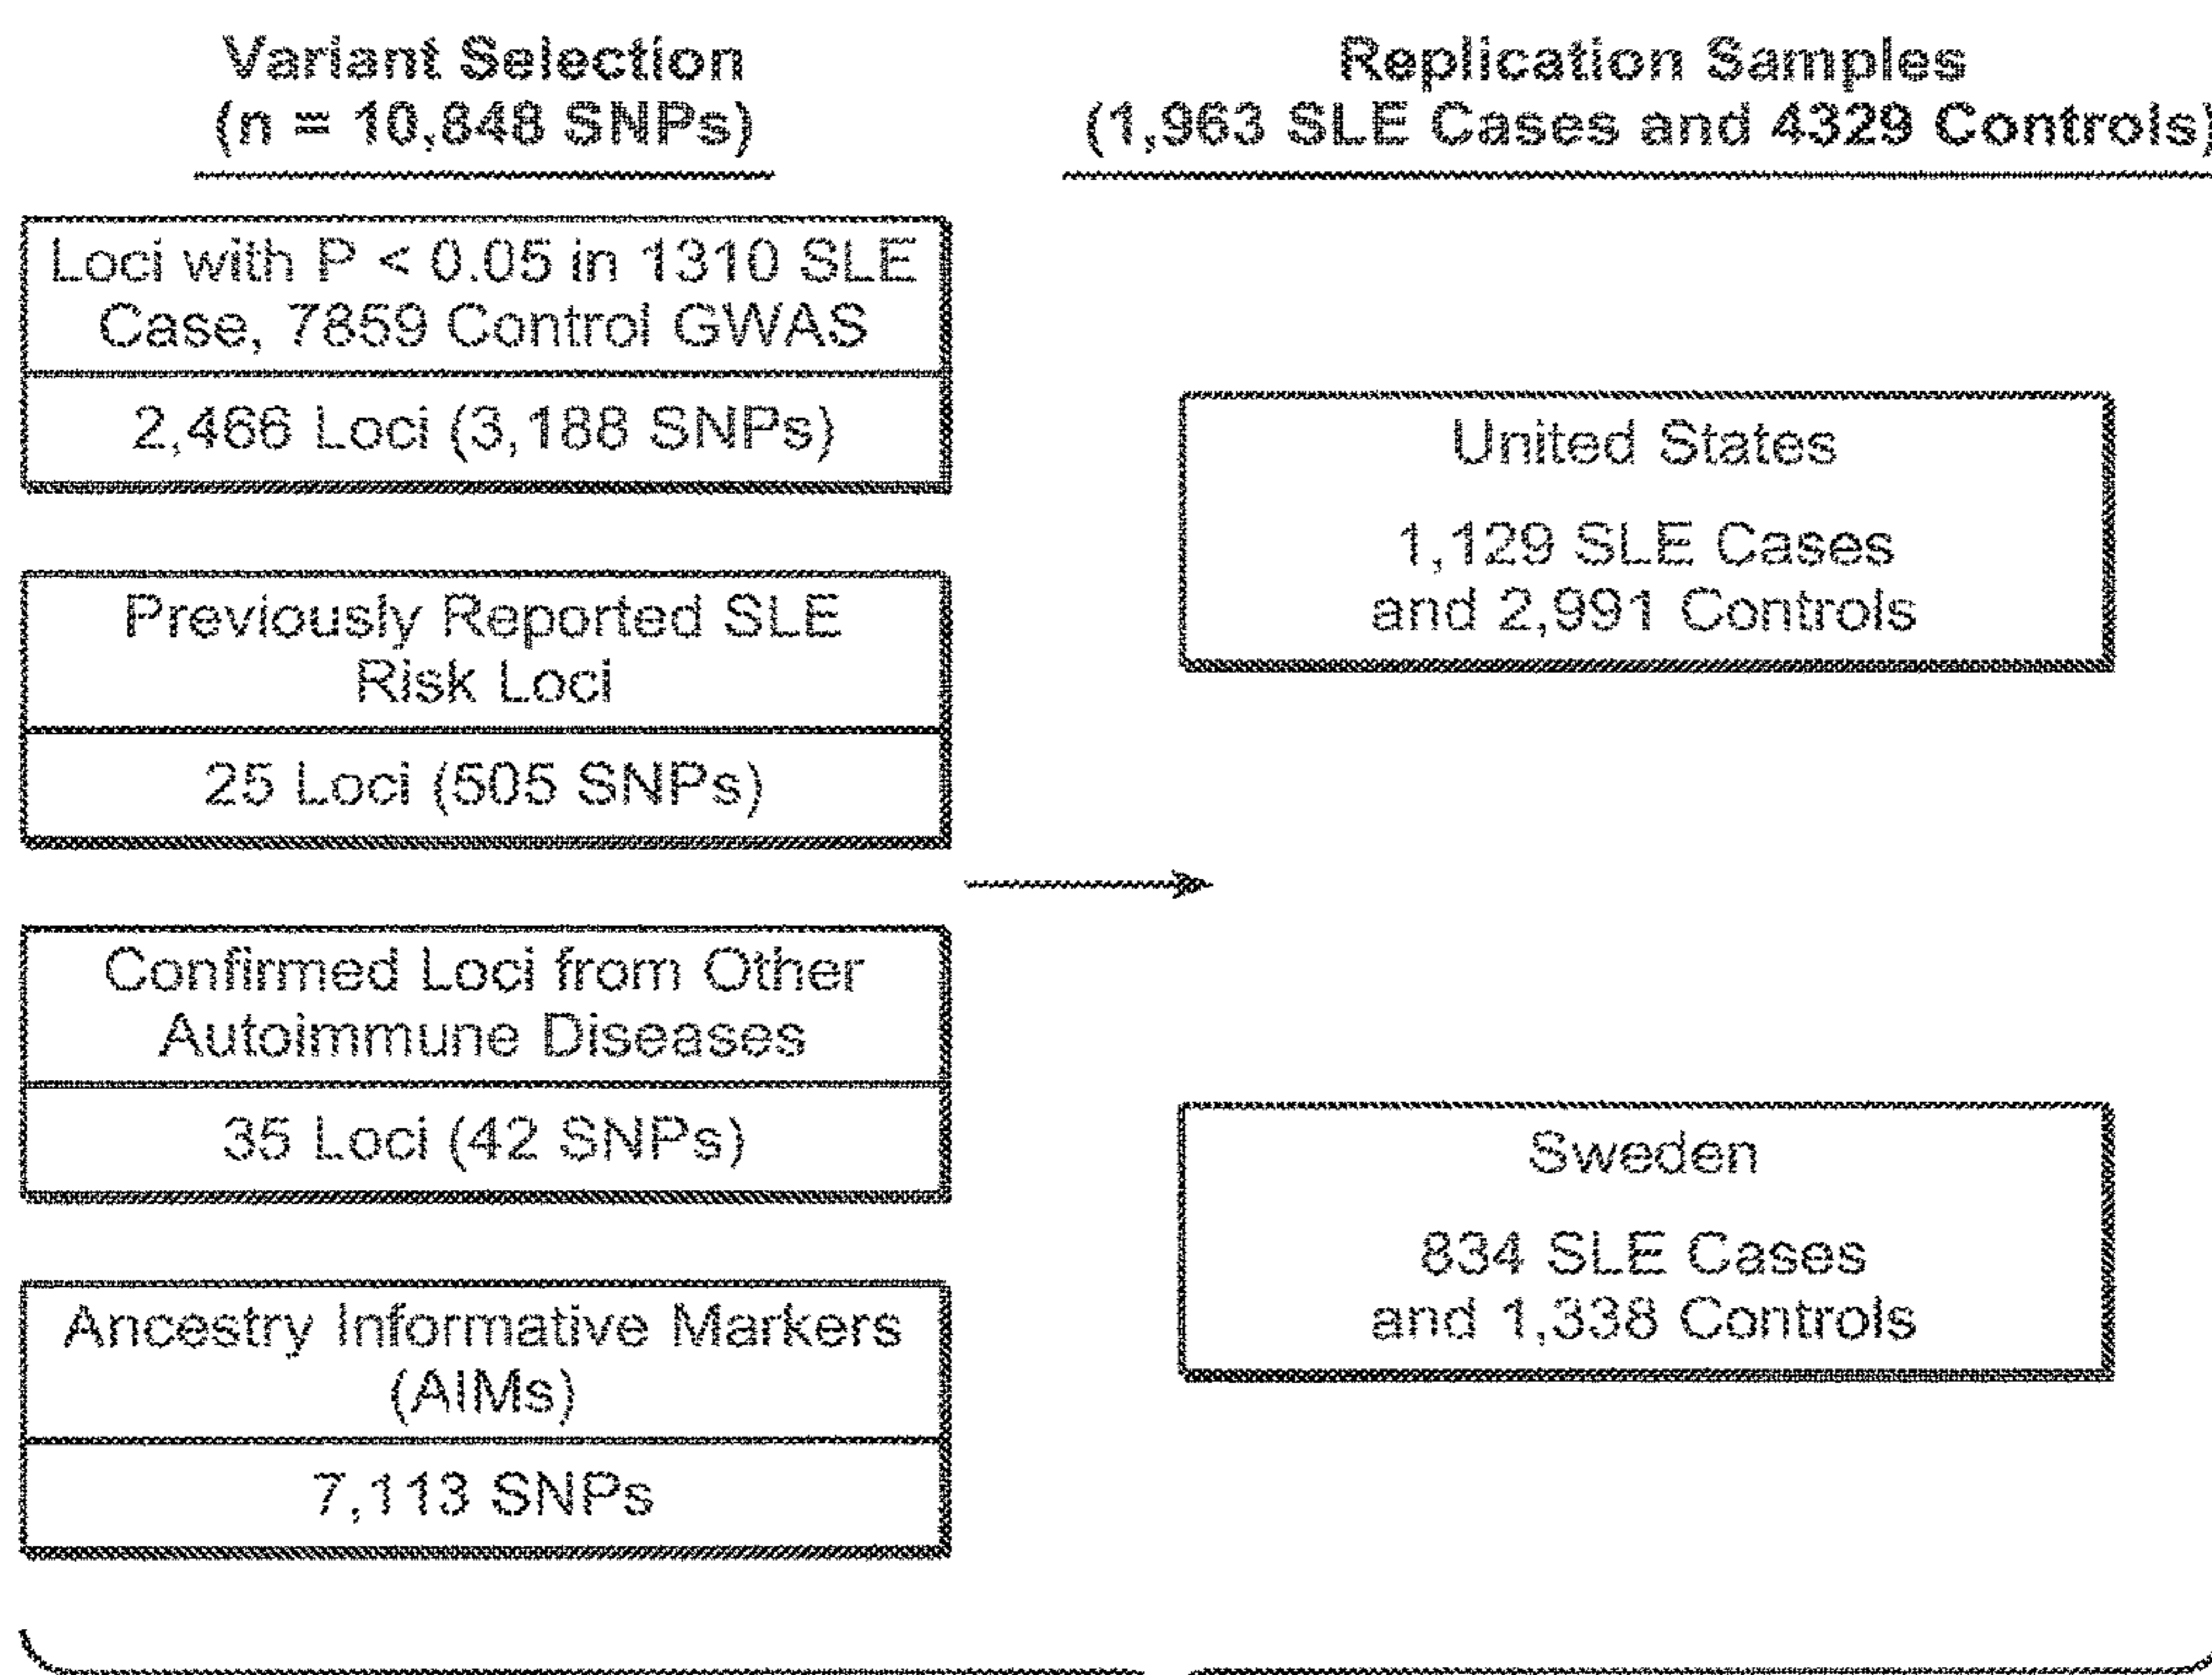 Variant Selection
(n = 10,848 SNPs)
Loci with P < 0.05 in 1310 SLE
Case, 7859 Control GWAS
2,466 Loci (3,188 SNPs)
Previously Reported SLE
Risk Loci
25 Loci (505 SNPs)
Confirmed Loci from Other
Autoimmune Diseases
35 Loci (42 SNPs)
Ancestry Informative Markers
(AIMs)
7,113 SNPs
Replication Samples
(1,963 SLE Cases and 4329 Controls)
United States
1,129 SLE Cases
and 2,991 Controls
Sweden
834 SLE Cases
and 1,338 Controls